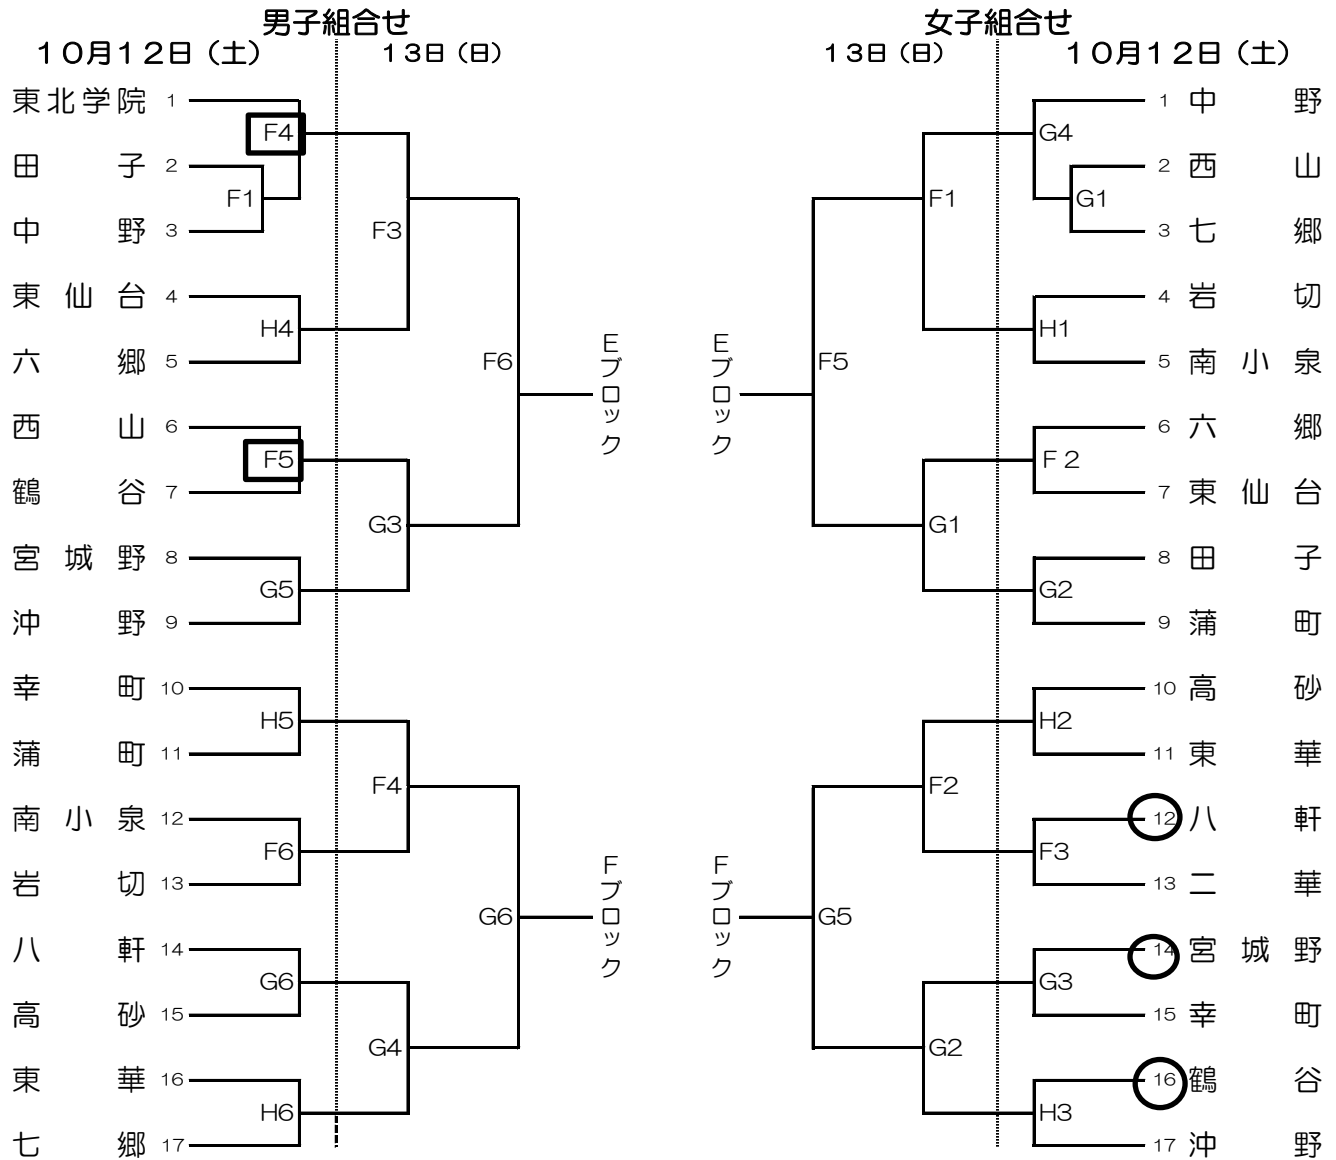 男子組合せ 女子組合せ
１０月１２日（土） １３日（日） １３日（日） １０月１２日（土）
東北学院 1 1 中野
F4 G4
田子 2 2 西山
F1 F1 G1
中野 3 F3 3 七郷
東仙台 4 4 岩切
H4 H1
六郷 5 F6 Eブロック Eブロック F5 5 南小泉
西山 6 6 六郷
F5 F２
鶴谷 7 7 東仙台
G3 G1
宮城野 8 8 田子
G5 G2
沖野 9 9 蒲町
幸町 10 10 高砂
H5 H2
蒲町 11 11 東華
F4 F2
南小泉 12 12 八軒
F6 F3
岩切 13 13 二華
G6 Fブロック Fブロック G5
八軒 14 14 宮城野
G6 G3
高砂 15 15 幸町
G4 G2
東華 16 16 鶴谷
H6 H3
七郷 17 17 沖野